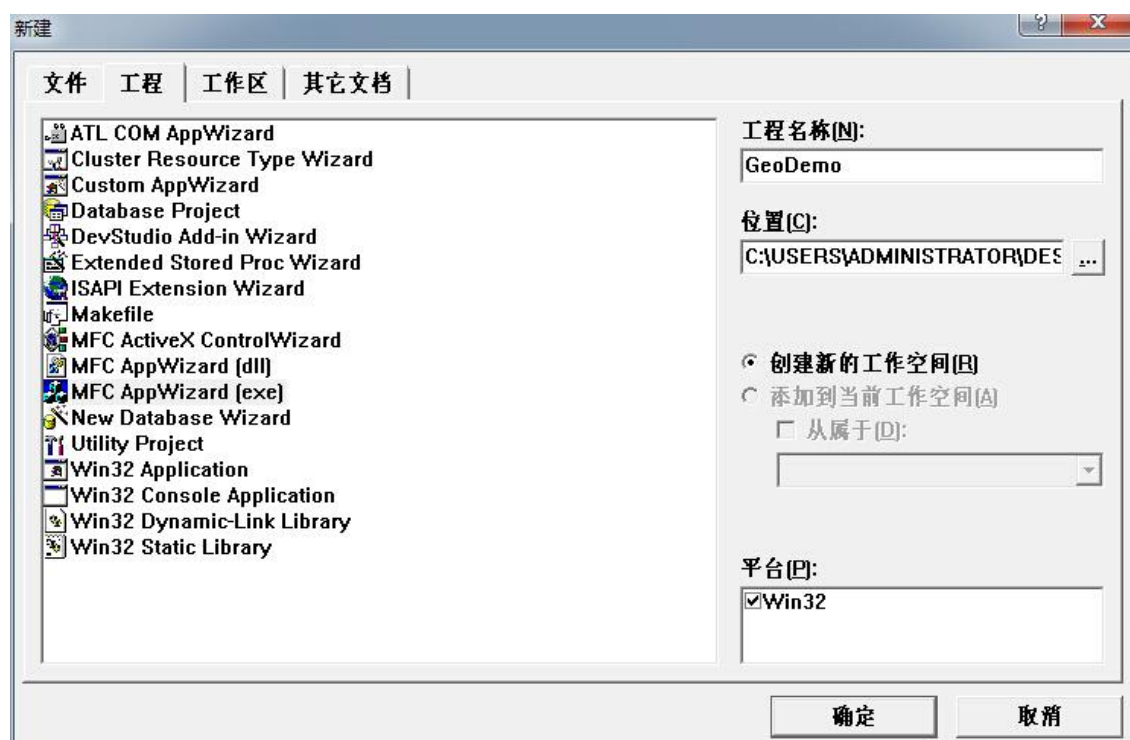 新建
文件 工程 工作区 其它文档
ATL COM AppWizard
Cluster Resource Type Wizard
Custom AppWizard
Database Project
DevStudio Add-in Wizard
Extended Stored Proc Wizard
ISAPI Extension Wizard
Makefile
MFC ActiveX ControlWizard
MFC AppWizard (dll)
MFC AppWizard (exe)
New Database Wizard
Utility Project
Win32 Application
Win32 Console Application
Win32 Dynamic-Link Library
Win32 Static Library
工程名称(N):
GeoDemo
位置(C):
C:\USERS\ADMINISTRATOR\DES ...
创建新的工作空间(R)
添加到当前工作空间(A)
从属于(D):
平台(P):
Win32
确定 取消